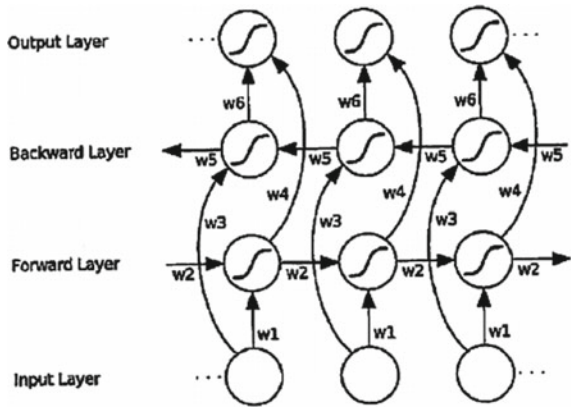 Output Layer
w6 w6 w6
Backward Layer
w5 w5 w5 w5
w4 w4 w4
w3 w3 w3
Forward Layer
w2 w2 w2 w2
w1 w1 w1
Input Layer